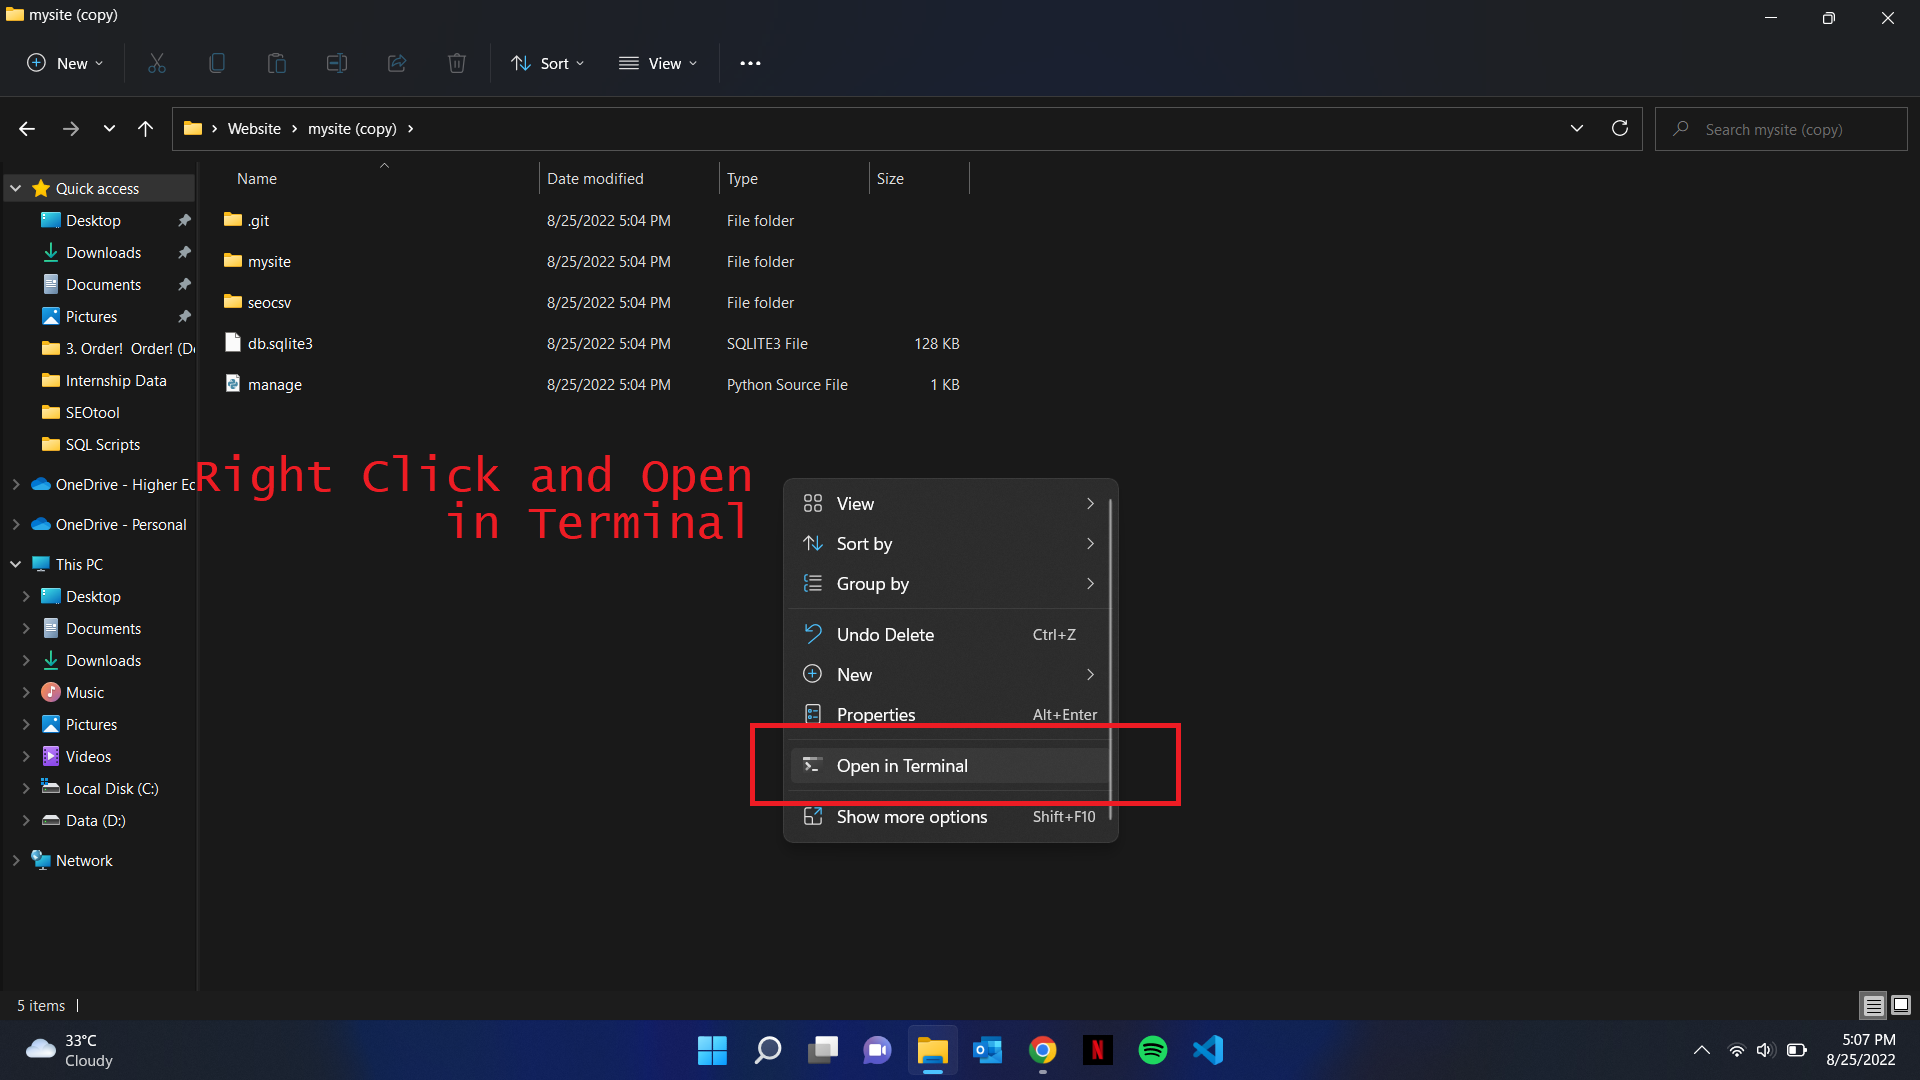 mysite (copy)
New
Sort
View
Website
mysite (copy)
Search mysite (copy)
Name
Date modified
Type
Size
.git
8/25/2022 5:04 PM
File folder
mysite
8/25/2022 5:04 PM
File folder
seocsv
8/25/2022 5:04 PM
File folder
db.sqlite3
8/25/2022 5:04 PM
SQLITE3 File
128 KB
manage
8/25/2022 5:04 PM
Python Source File
1 KB
Quick access
Desktop
Downloads
Documents
Pictures
3. Order! Order! (De
Internship Data
SEOtool
SQL Scripts
OneDrive - Higher Ec
OneDrive - Personal
This PC
Desktop
Documents
Downloads
Music
Pictures
Videos
Local Disk (C:)
Data (D:)
Network
Right Click and Open
in Terminal
View
Sort by
Group by
Undo Delete Ctrl+Z
New
Properties Alt+Enter
Open in Terminal
Show more options Shift+F10
5 items
33°C
Cloudy
5:07 PM
8/25/2022